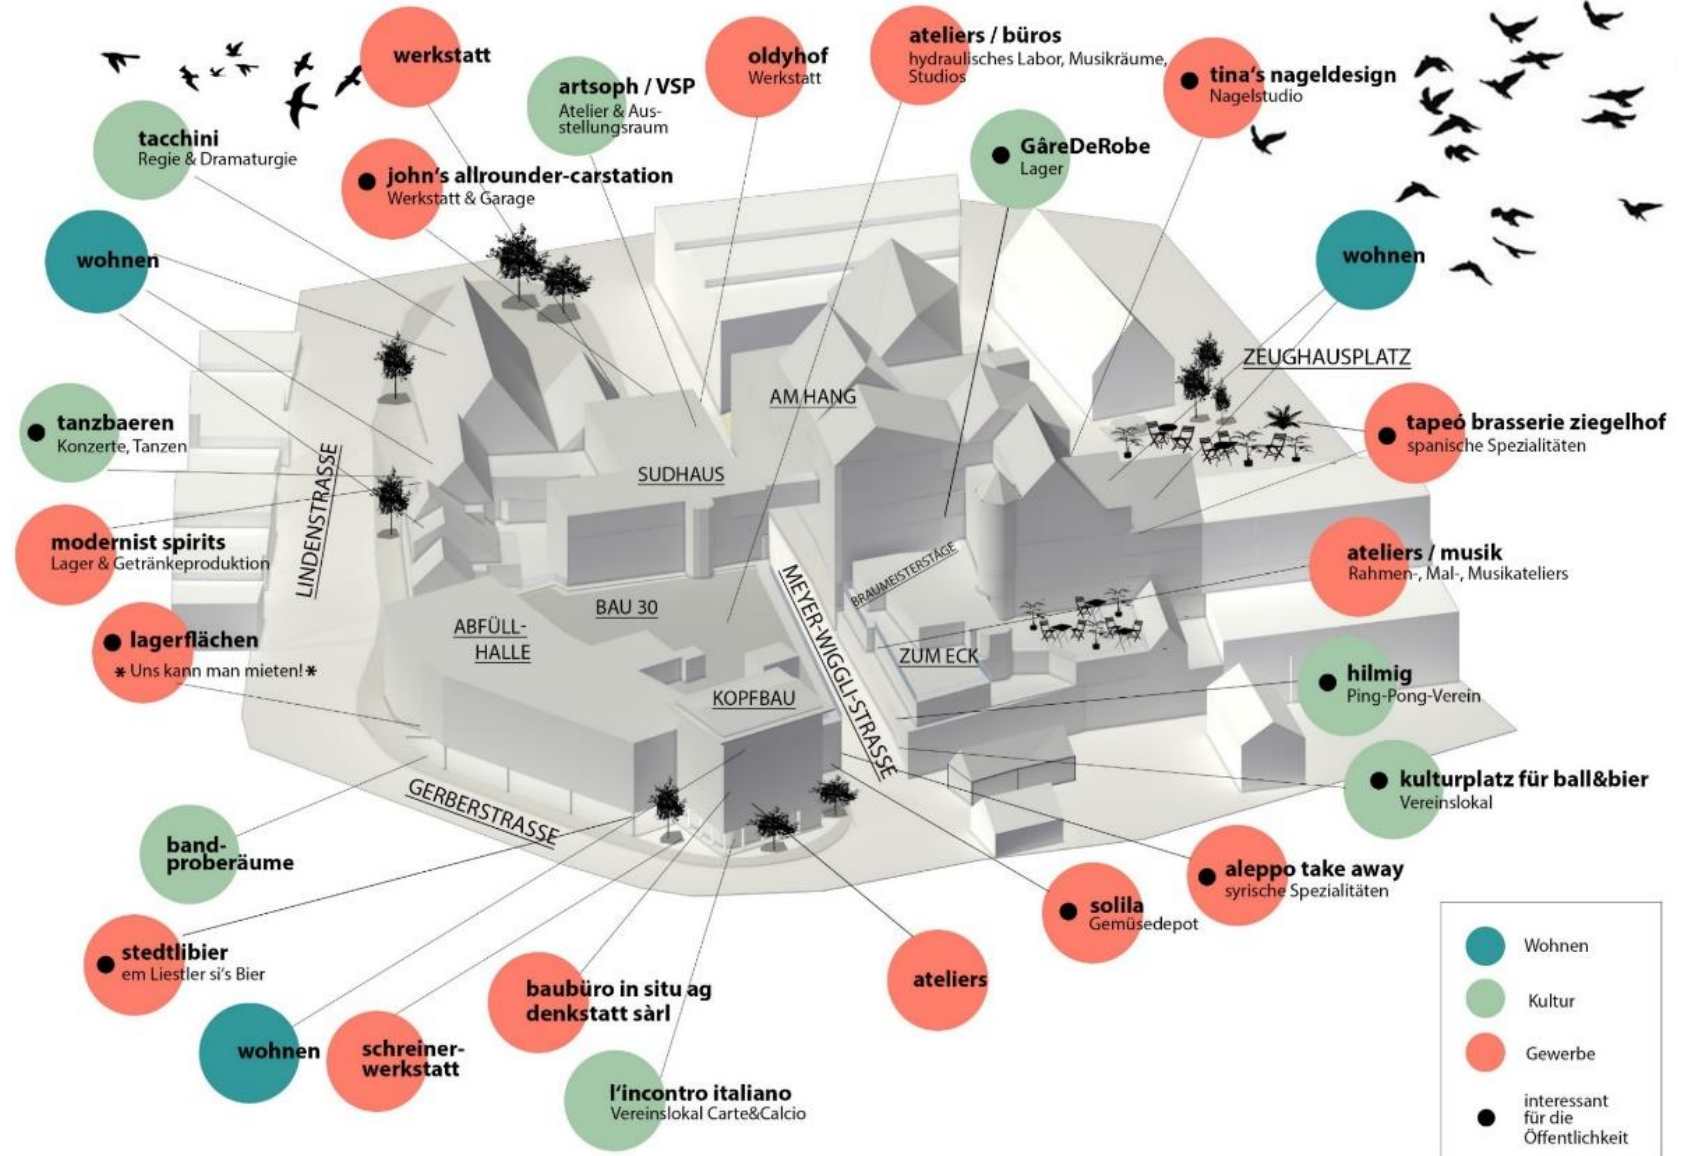 werkstatt
oldyhof
Werkstatt
ateliers / büros
hydraulisches Labor, Musikräume,
Studios
tina's nageldesign
Nagelstudio
artsoph / VSP
Atelier & Aus-
stellungsraum
tacchini
Regie & Dramaturgie
john's allrounder-carstation
Werkstatt & Garage
GâreDeRobe
Lager
wohnen
wohnen
ZEUGHAUSPLATZ
AM HANG
tanzbaeren
Konzerte, Tanzen
tapeó brasserie ziegelhof
spanische Spezialitäten
SUDHAUS
LINDENSTRASSE
modernist spirits
Lager & Getränkeproduktion
ateliers / musik
Rahmen-, Mal-, Musikateliers
BRAUMEISTERSTÄGE
MEYER-WIGGLI-STRASSE
BAU 30
ABFÜLL-
HALLE
ZUM ECK
lagerflächen
* Uns kann man mieten! *
KOPFBAU
hilmig
Ping-Pong-Verein
GERBERSTRASSE
kulturplatz für ball&bier
Vereinslokal
band-
proberäume
aleppo take away
syrische Spezialitäten
solila
Gemüsedepot
stedtlibier
em Liestler si's Bier
ateliers
baubüro in situ ag
denkstatt sàrl
wohnen
schreiner-
werkstatt
l'incontro italiano
Vereinslokal Carte&Calcio
Wohnen
Kultur
Gewerbe
interessant
für die
Öffentlichkeit